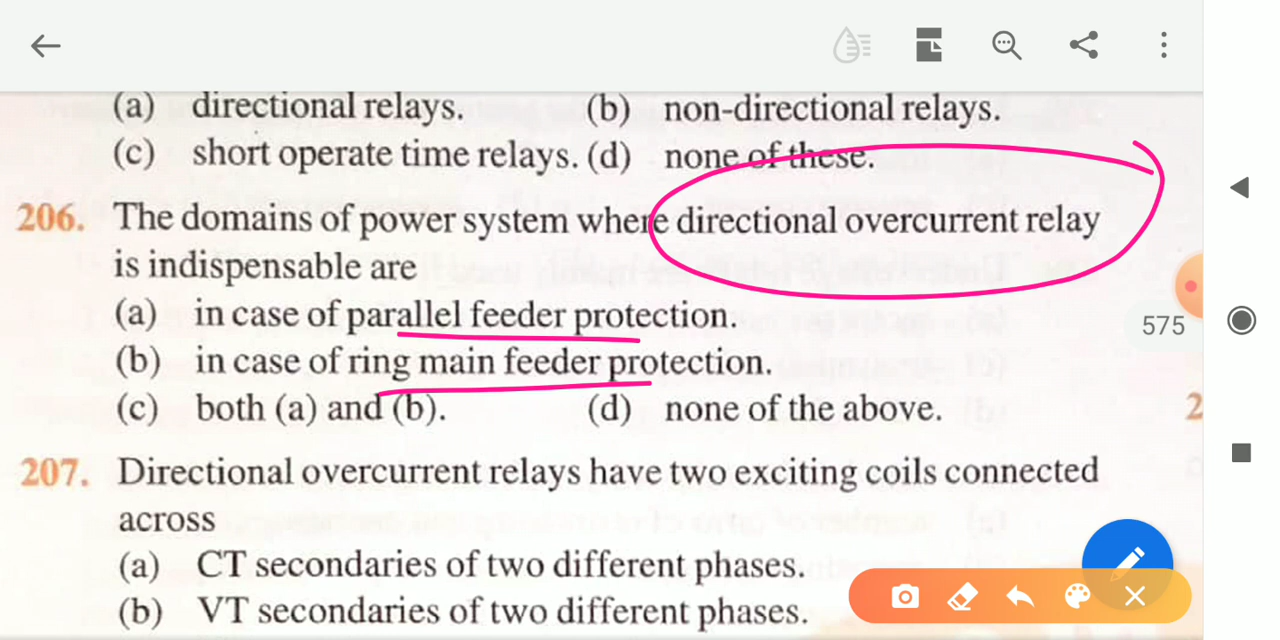 (a) directional relays. (b) non-directional relays.
(c) short operate time relays. (d) none of these.
206. The domains of power system where directional overcurrent relay
is indispensable are
(a) in case of parallel feeder protection.
575
(b) in case of ring main feeder protection.
(c) both (a) and (b). (d) none of the above.
2
207. Directional overcurrent relays have two exciting coils connected
across
(a) CT secondaries of two different phases.
(b) VT secondaries of two different phases.